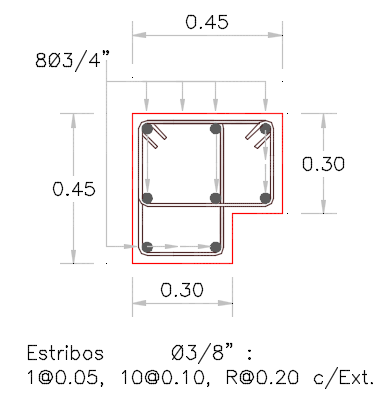 0.45
8Ø3/4"
0.30
0.45
0.30
Estribos Ø3/8" :
1@0.05, 10@0.10, R@0.20 c/Ext.